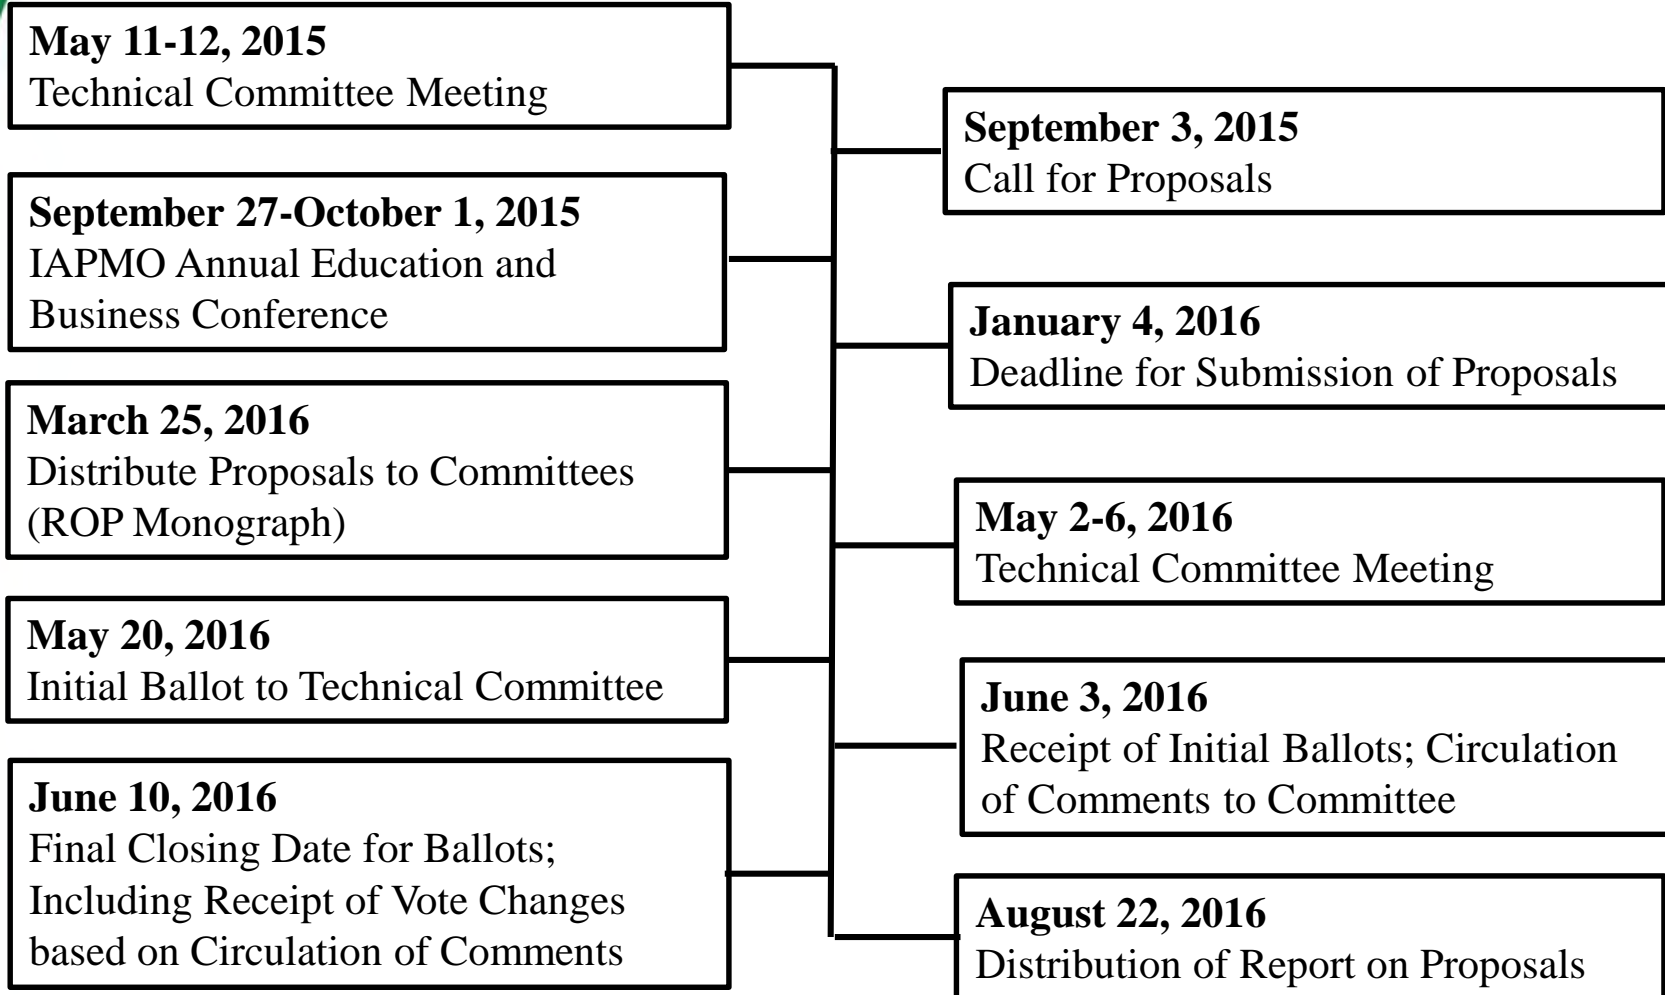 May 11-12, 2015
Technical Committee Meeting
September 3, 2015
Call for Proposals
September 27-October 1, 2015
IAPMO Annual Education and
Business Conference
January 4, 2016
Deadline for Submission of Proposals
March 25, 2016
Distribute Proposals to Committees
(ROP Monograph)
May 2-6, 2016
Technical Committee Meeting
May 20, 2016
Initial Ballot to Technical Committee
June 3, 2016
Receipt of Initial Ballots; Circulation
of Comments to Committee
June 10, 2016
Final Closing Date for Ballots;
Including Receipt of Vote Changes
based on Circulation of Comments
August 22, 2016
Distribution of Report on Proposals